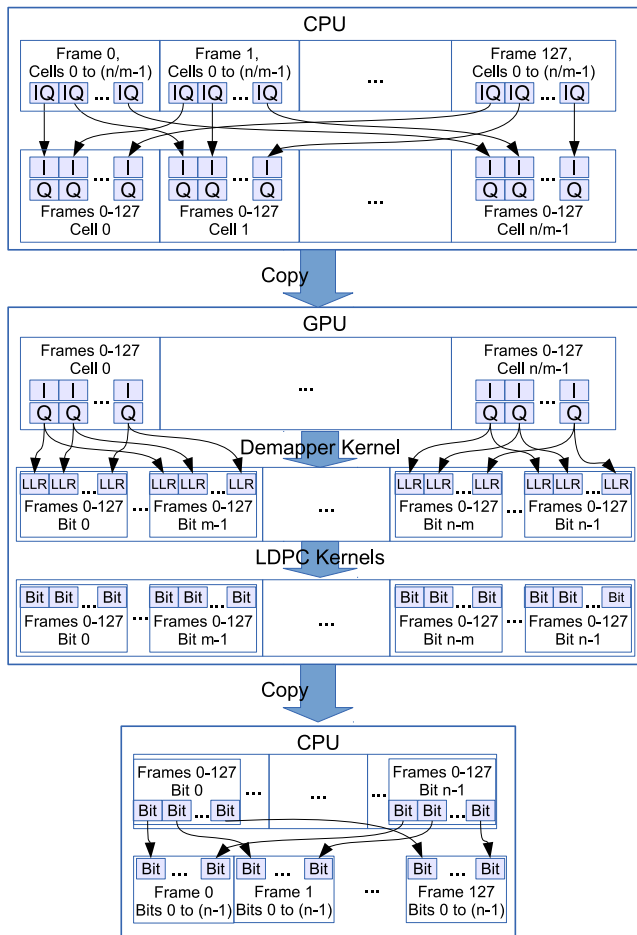 CPU
Frame 0, Frame 1, Frame 127,
Cells 0 to (n/m-1) Cells 0 to (n/m-1) ... Cells 0 to (n/m-1)
IQ IQ ... IQ IQ IQ ... IQ IQ IQ ... IQ
I I I I I I I I I
... ... ...
Q Q Q Q Q Q Q Q Q
Frames 0-127 Frames 0-127 ... Frames 0-127
Cell 0 Cell 1 Cell n/m-1
Copy
GPU
Frames 0-127 Frames 0-127
Cell 0 Cell n/m-1
I I ... I ... I I ... I
Q Q Q Q Q Q
Demapper Kernel
LLR LLR ... LLR LLR LLR ... LLR LLR LLR ... LLR LLR LLR ... LLR
Frames 0-127 ... Frames 0-127 ... Frames 0-127 ... Frames 0-127
Bit 0 Bit m-1 Bit n-m Bit n-1
LDPC Kernels
Bit Bit ... Bit Bit Bit ... Bit Bit Bit ... Bit Bit Bit ... Bit
Frames 0-127 ... Frames 0-127 ... Frames 0-127 ... Frames 0-127
Bit 0 Bit m-1 Bit n-m Bit n-1
Copy
CPU
Frames 0-127 Frames 0-127
Bit 0 ... ... ... Bit n-1
Bit Bit ... Bit Bit Bit ... Bit
Bit ... Bit Bit ... Bit Bit ... Bit
Frame 0 Frame 1 ... Frame 127
Bits 0 to (n-1) Bits 0 to (n-1) Bits 0 to (n-1)